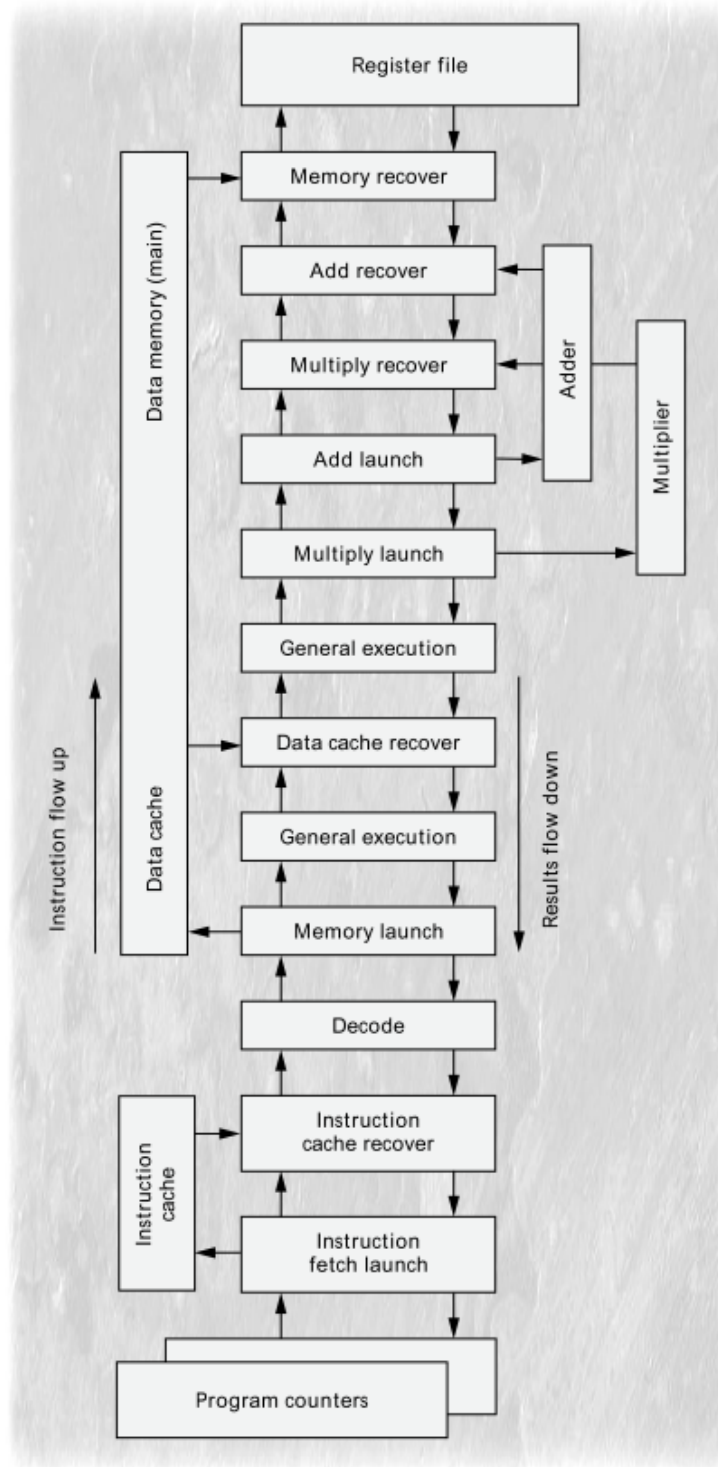 Register file
Memory recover
Data memory (main)
Add recover
Adder
Multiply recover
Multiplier
Add launch
Multiply launch
General execution
Data cache recover
Instruction flow up
Data cache
Results flow down
General execution
Memory launch
Decode
Instruction
cache recover
Instruction
cache
Instruction
fetch launch
Program counters